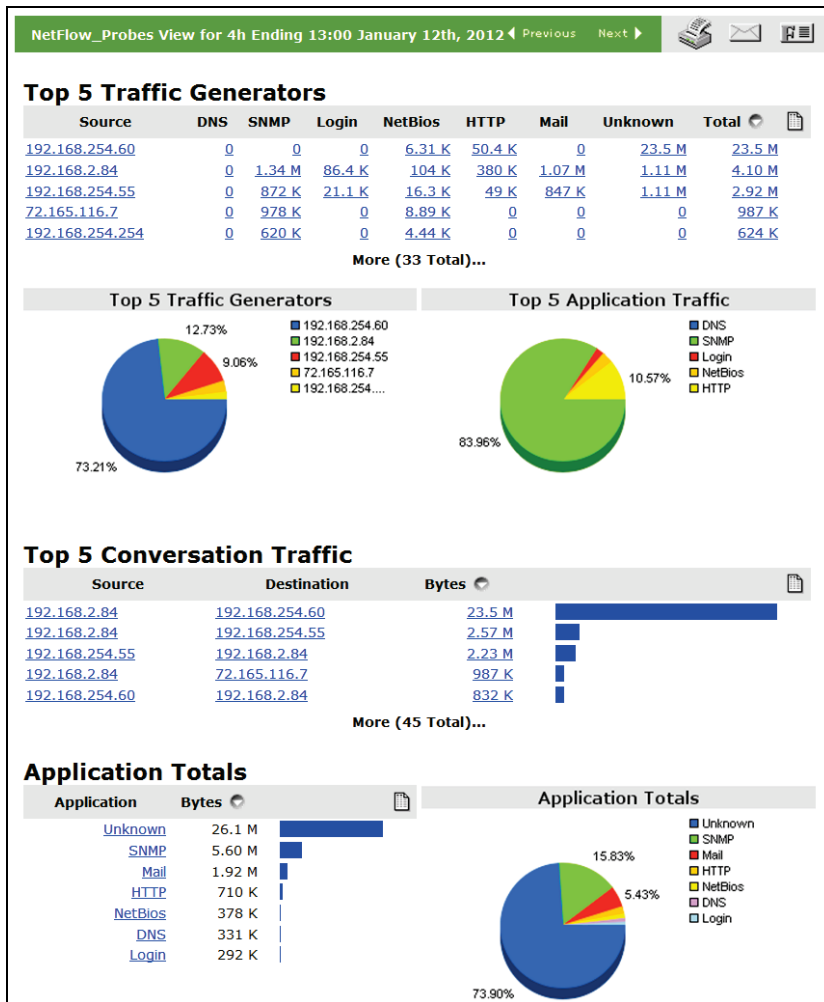 NetFlow_Probes View for 4h Ending 13:00 January 12th, 2012 Previous Next
Top 5 Traffic Generators
Source DNS SNMP Login NetBios HTTP Mail Unknown Total
192.168.254.60 0 0 0 6.31 K 50.4 K 0 23.5 M 23.5 M
192.168.2.84 0 1.34 M 86.4 K 104 K 380 K 1.07 M 1.11 M 4.10 M
192.168.254.55 0 872 K 21.1 K 16.3 K 49 K 847 K 1.11 M 2.92 M
72.165.116.7 0 978 K 0 8.89 K 0 0 0 987 K
192.168.254.254 0 620 K 0 4.44 K 0 0 0 624 K
More (33 Total)...
Top 5 Traffic Generators
12.73%
9.06%
73.21%
192.168.254.60
192.168.2.84
192.168.254.55
72.165.116.7
192.168.254....
Top 5 Application Traffic
10.57%
83.96%
DNS
SNMP
Login
NetBios
HTTP
Top 5 Conversation Traffic
Source Destination Bytes
192.168.2.84 192.168.254.60 23.5 M
192.168.2.84 192.168.254.55 2.57 M
192.168.254.55 192.168.2.84 2.23 M
192.168.2.84 72.165.116.7 987 K
192.168.254.60 192.168.2.84 832 K
More (45 Total)...
Application Totals
Application Bytes
Unknown 26.1 M
SNMP 5.60 M
Mail 1.92 M
HTTP 710 K
NetBios 378 K
DNS 331 K
Login 292 K
Application Totals
15.83%
5.43%
73.90%
Unknown
SNMP
Mail
HTTP
NetBios
DNS
Login